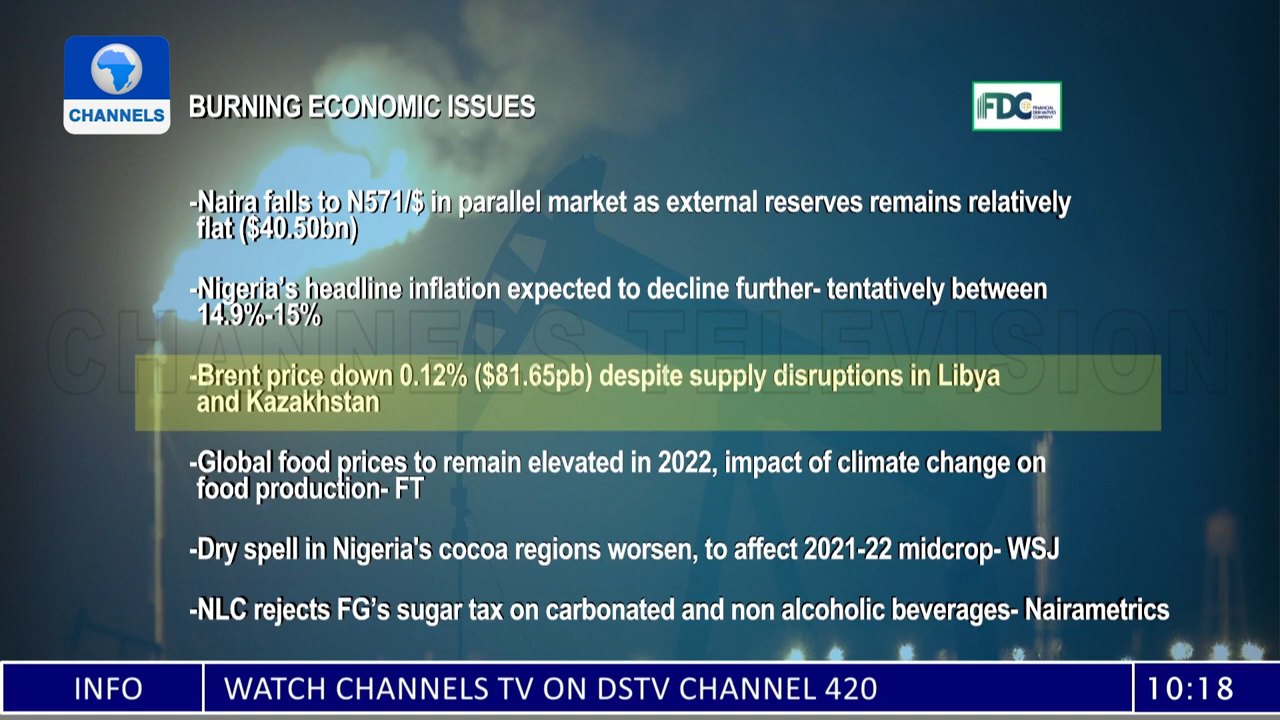 CHANNELS
BURNING ECONOMIC ISSUES
FDC
FINANCIAL
DERIVATIVES
COMPANY
-Naira falls to N571/$ in parallel market as external reserves remains relatively
flat ($40.50bn)
-Nigeria's headline inflation expected to decline further- tentatively between
14.9%-15%
CHANNELS TELEVISION
-Brent price down 0.12% ($81.65pb) despite supply disruptions in Libya
and Kazakhstan
-Global food prices to remain elevated in 2022, impact of climate change on
food production- FT
-Dry spell in Nigeria's cocoa regions worsen, to affect 2021-22 midcrop- WSJ
-NLC rejects FG's sugar tax on carbonated and non alcoholic beverages- Nairametrics
INFO
WATCH CHANNELS TV ON DSTV CHANNEL 420
10:18